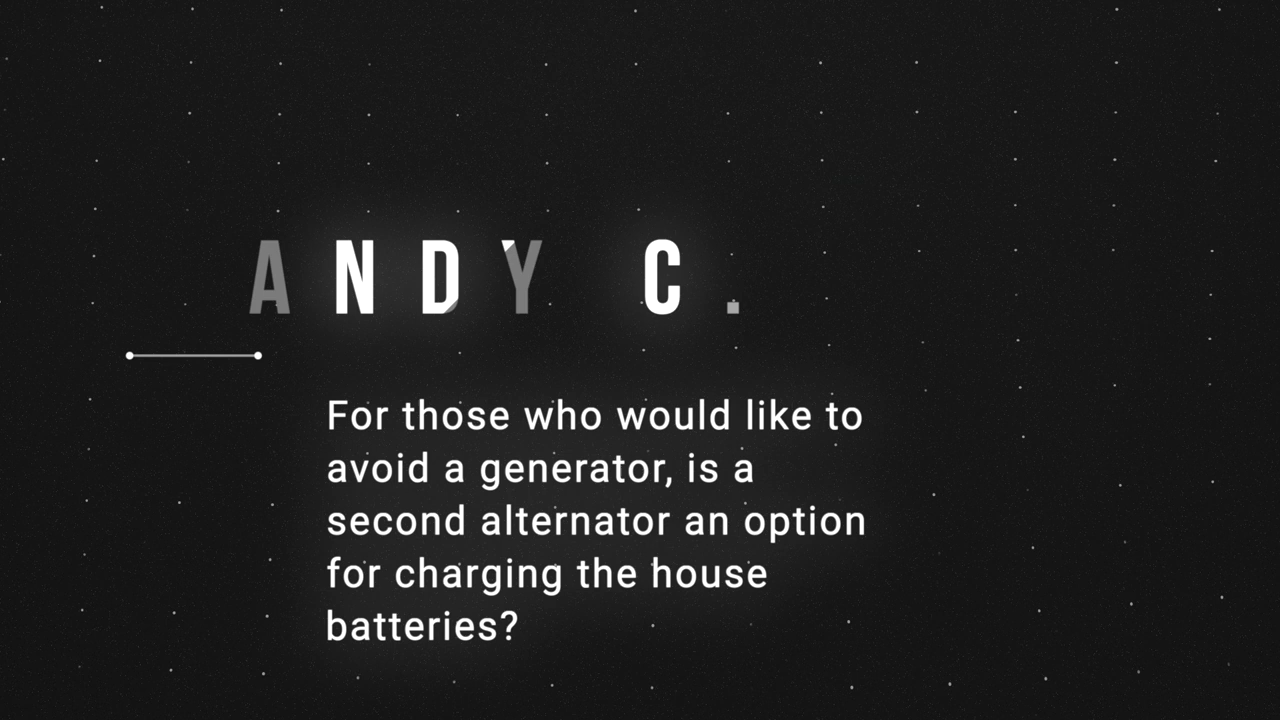 ANDY C.
For those who would like to
avoid a generator, is a
second alternator an option
for charging the house
batteries?